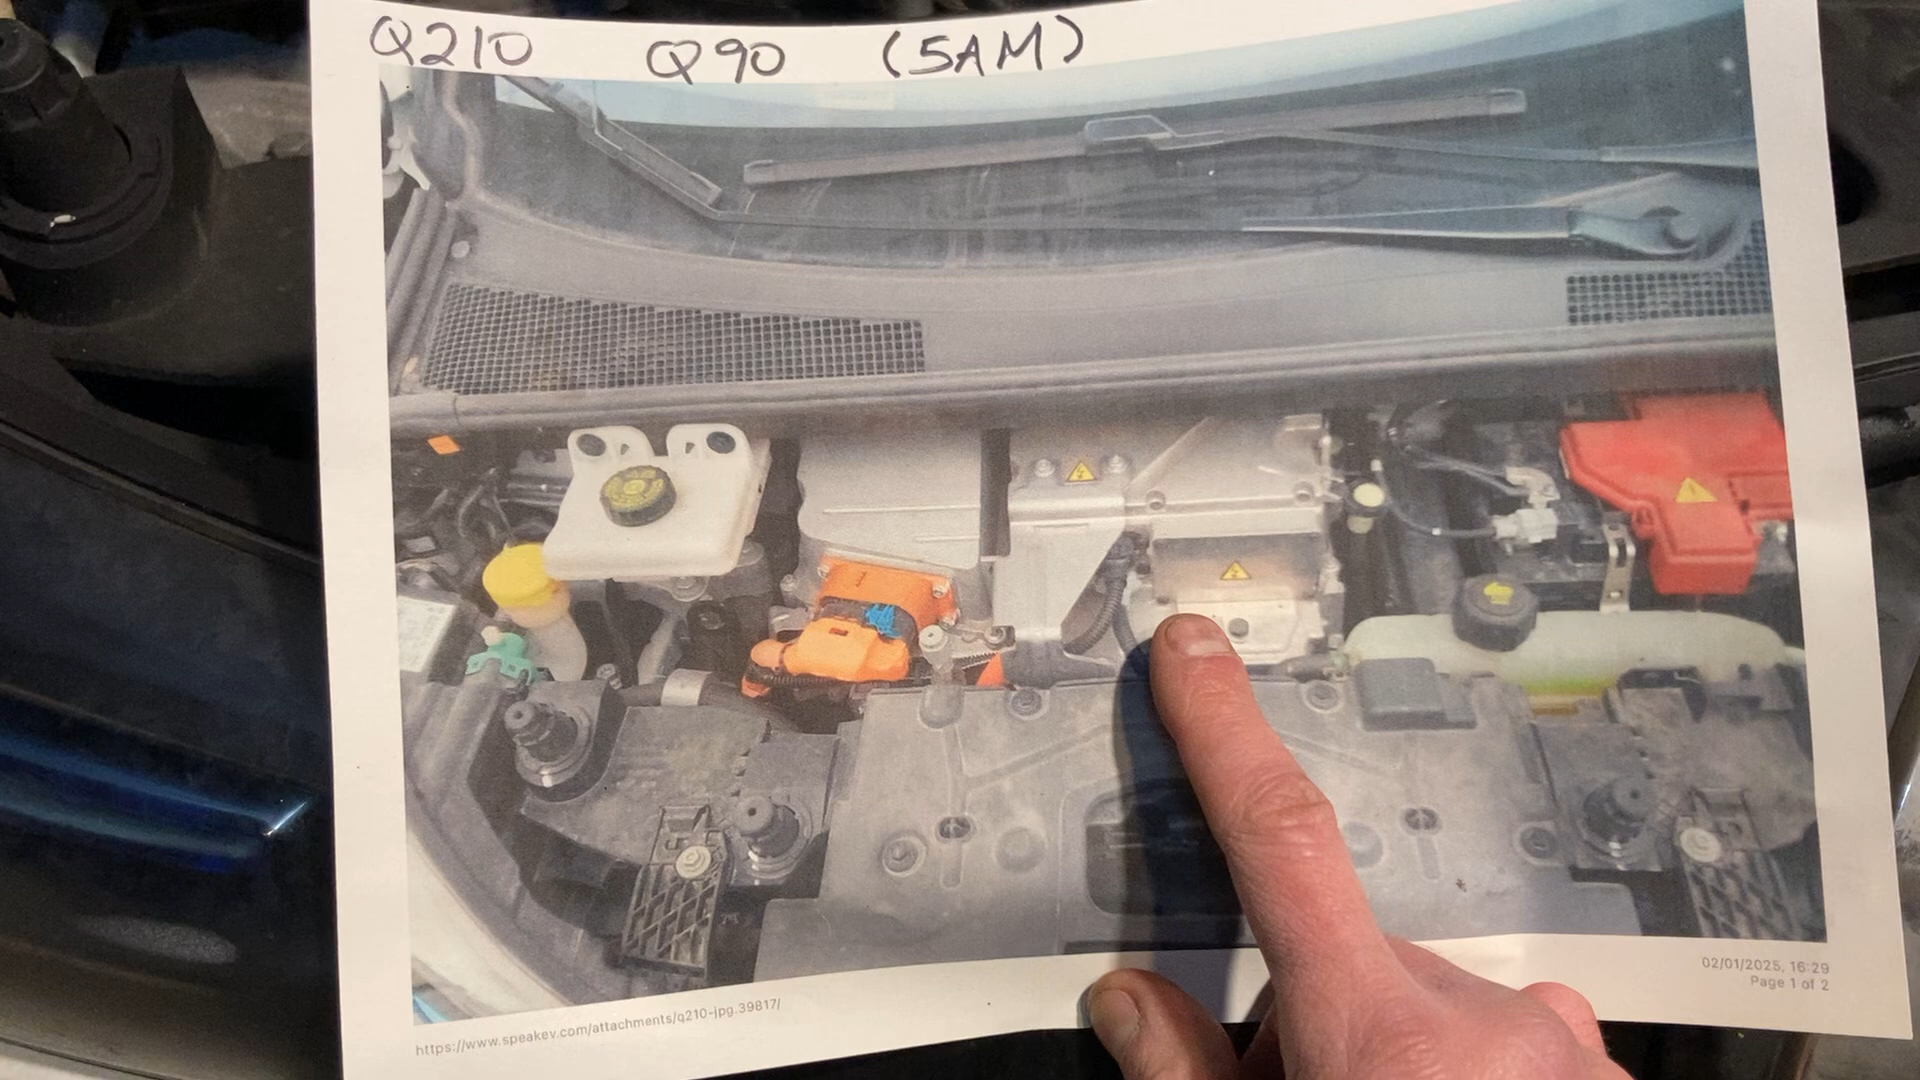 Q210 Q90 (5AM)
02/01/2025, 16:29
Page 1 of 2
https://www.speakev.com/attachments/q210-jpg.39817/